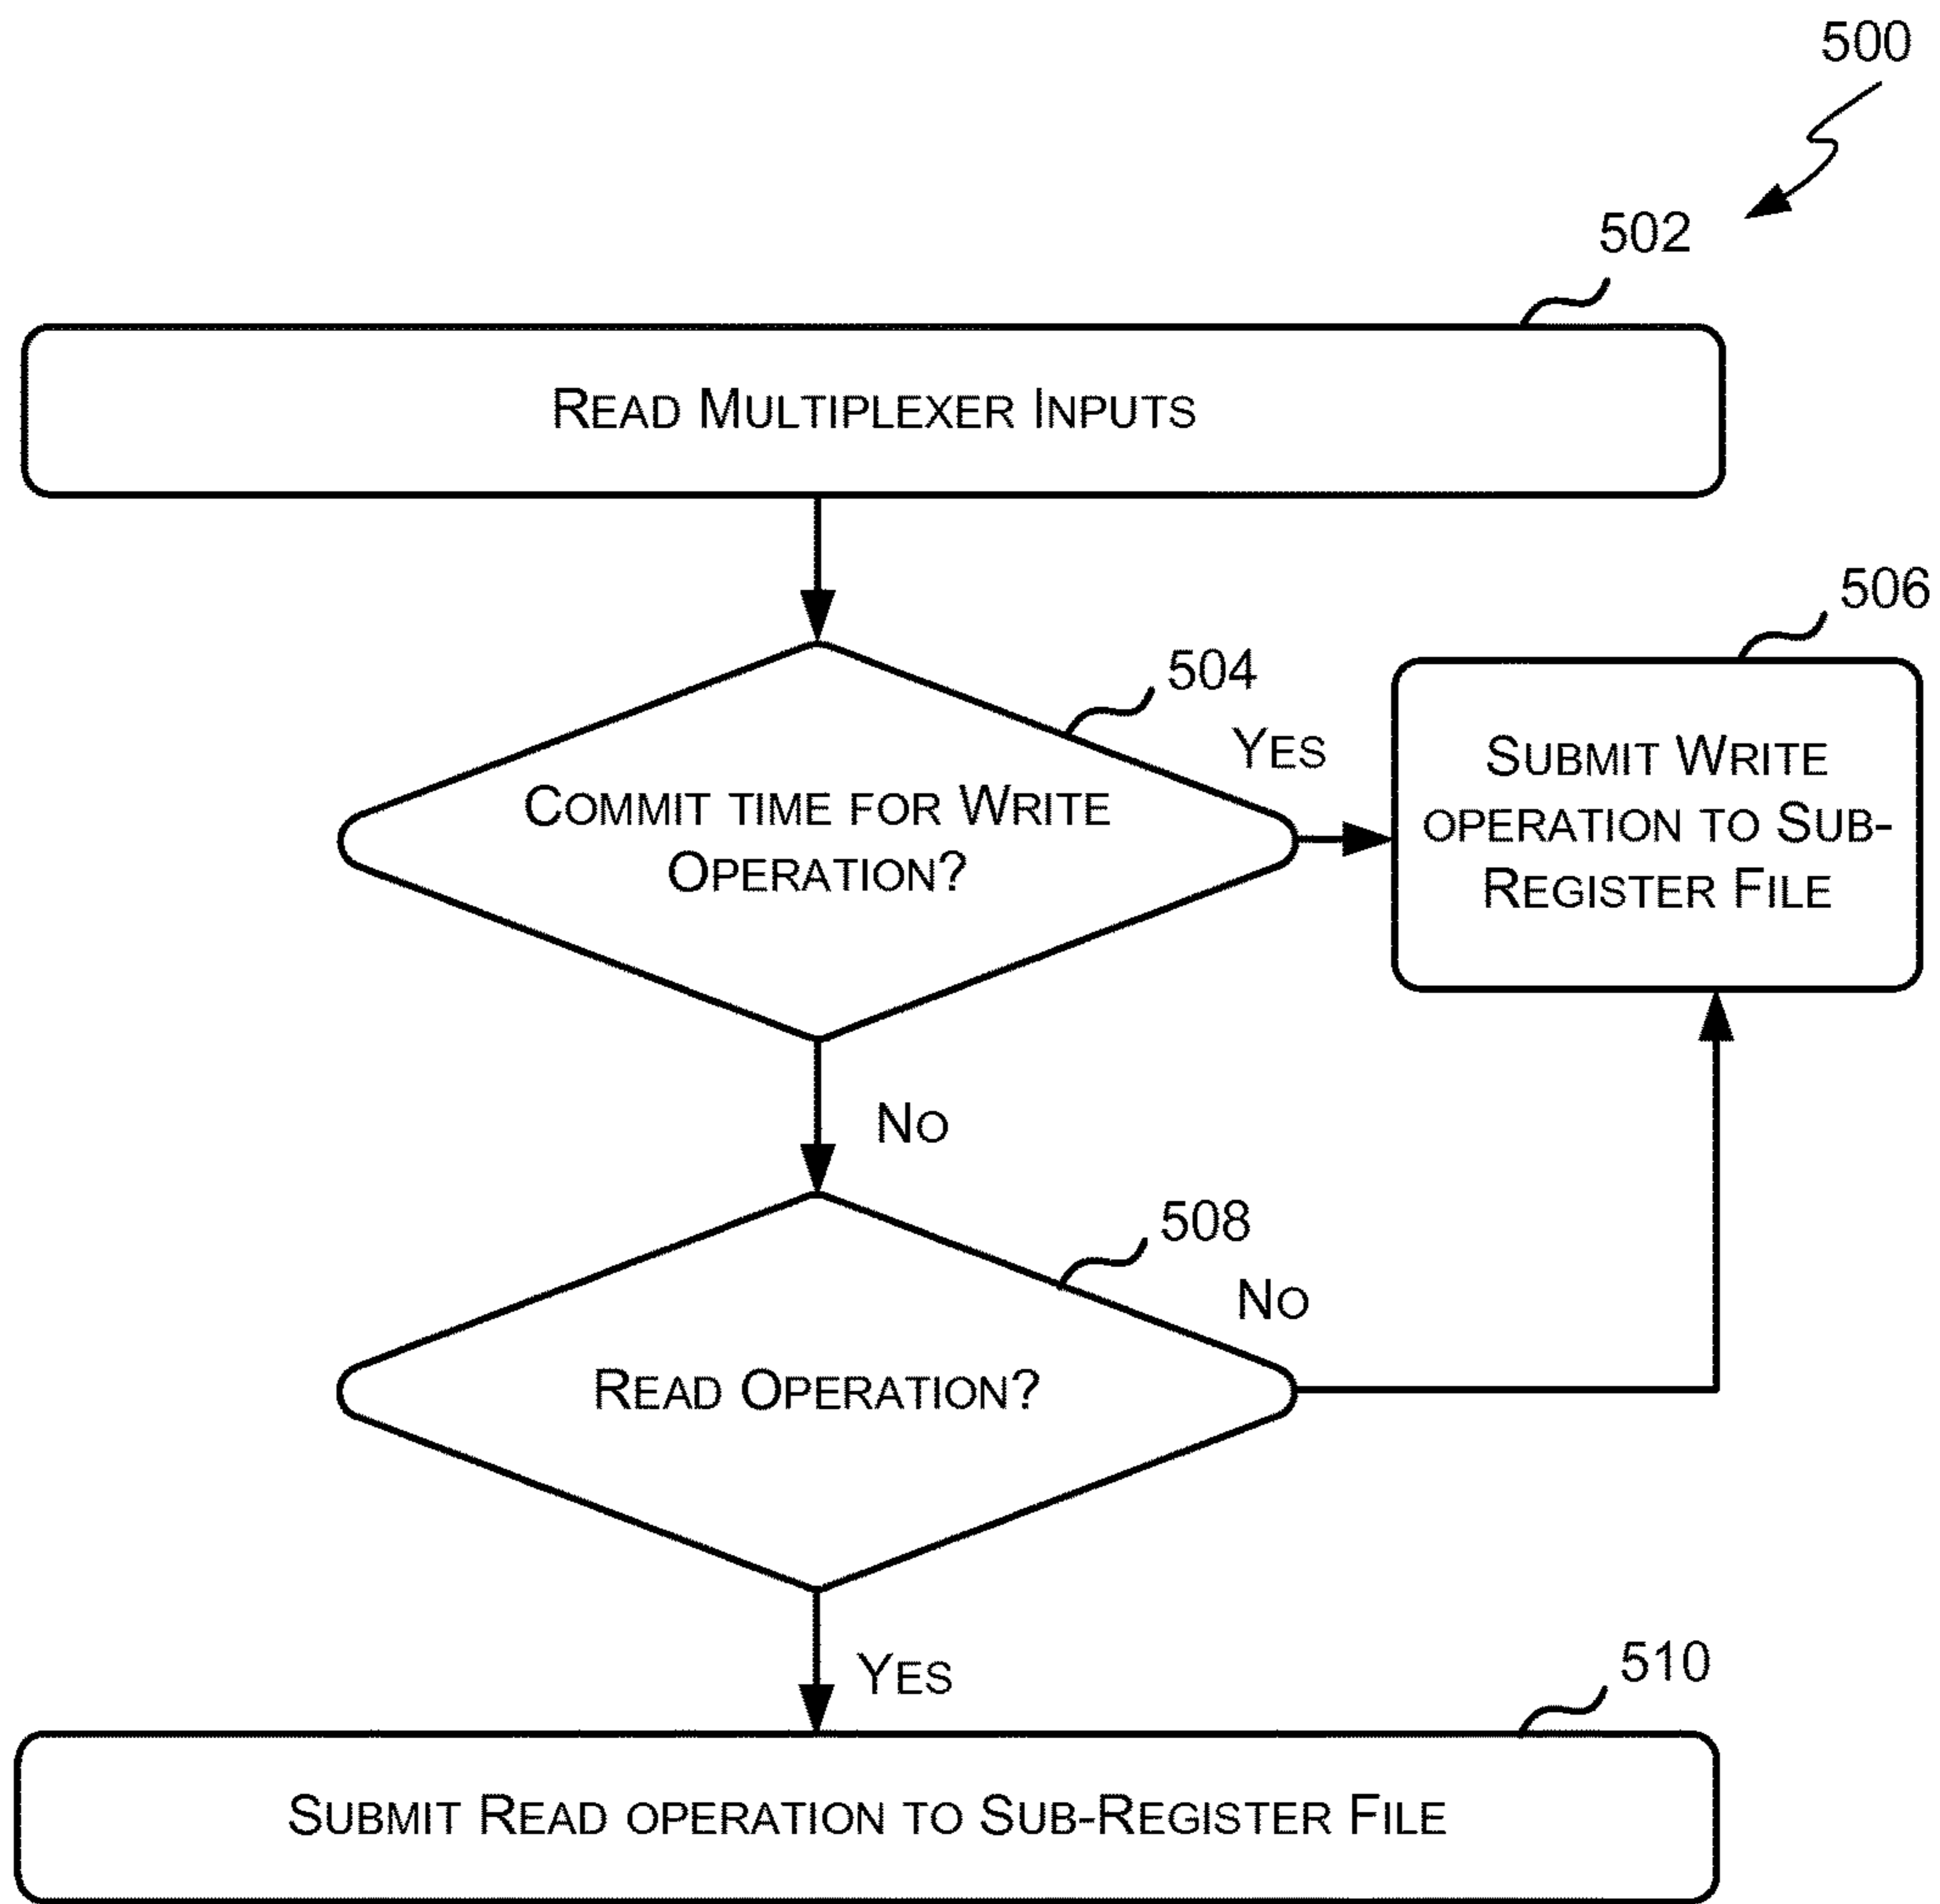 500
502
READ MULTIPLEXER INPUTS
504
YES
506
COMMIT TIME FOR WRITE
OPERATION?
SUBMIT WRITE
OPERATION TO SUB-
REGISTER FILE
NO
508
NO
READ OPERATION?
YES
510
SUBMIT READ OPERATION TO SUB-REGISTER FILE